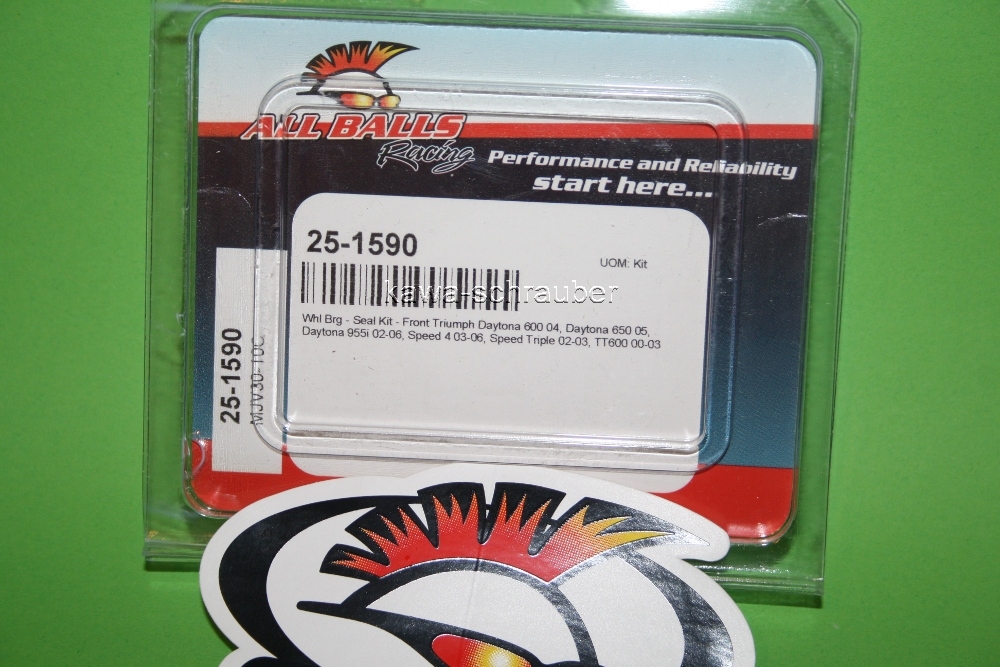 ALL BALLS
Racing
Performance and Reliability
start here...
25-1590
UOM: Kit
kawa-schrauber
Whl Brg - Seal Kit - Front Triumph Daytona 600 04, Daytona 650 05,
Daytona 955i 02-06, Speed 4 03-06, Speed Triple 02-03, TT600 00-03
25-1590
MJV30-10C